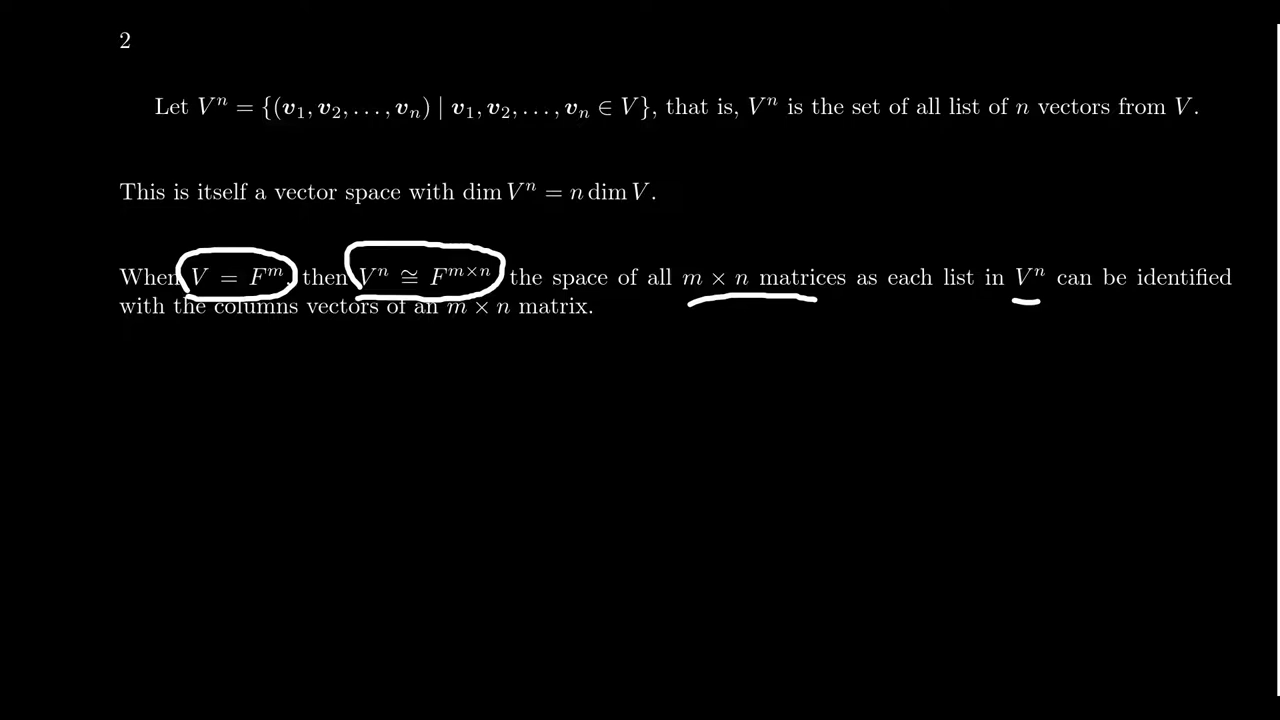 2
Let Vⁿ = {(v₁, v₂, . . . , vₙ) | v₁, v₂, . . . , vₙ ∈ V}, that is, Vⁿ is the set of all list of n vectors from V.
This is itself a vector space with dim Vⁿ = n dim V.
When V = Fᵐ, then Vⁿ ≅ Fᵐˣⁿ the space of all m × n matrices as each list in Vⁿ can be identified
with the columns vectors of an m × n matrix.